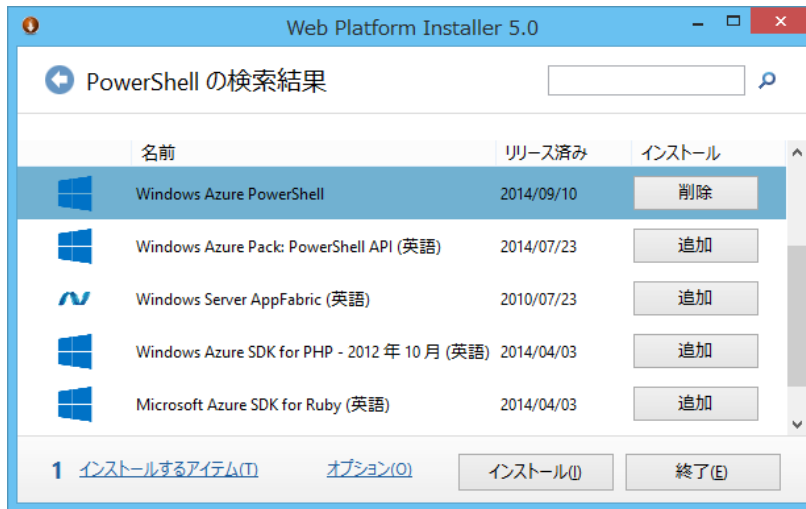 Web Platform Installer 5.0
PowerShell の検索結果
名前 リリース済み インストール
Windows Azure PowerShell 2014/09/10 削除
Windows Azure Pack: PowerShell API (英語) 2014/07/23 追加
Windows Server AppFabric (英語) 2010/07/23 追加
Windows Azure SDK for PHP - 2012 年 10 月 (英語) 2014/04/03 追加
Microsoft Azure SDK for Ruby (英語) 2014/04/03 追加
1 インストールするアイテム(T) オプション(O) インストール(I) 終了(E)